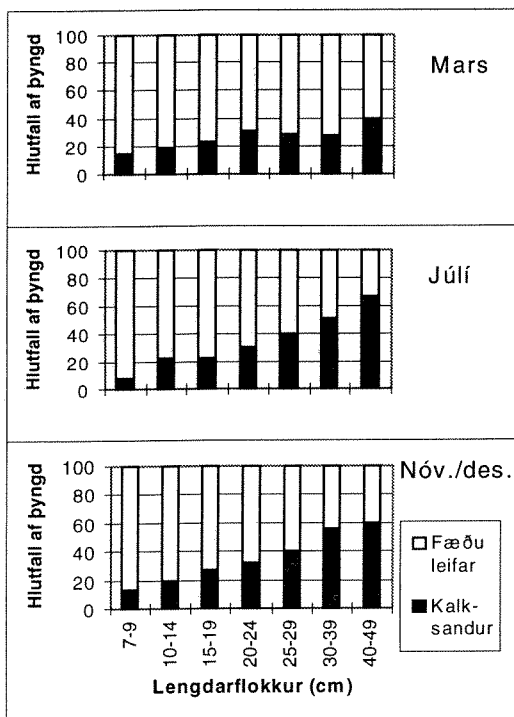 Mars
Hlutfall af þyngd
100
80
60
40
20
0
Júlí
Hlutfall af þyngd
100
80
60
40
20
0
Nóv./des.
Hlutfall af þyngd
100
80
60
40
20
0
7-9
10-14
15-19
20-24
25-29
30-39
40-49
Lengdarflokkur (cm)
Fæðu
leifar
Kalk-
sandur